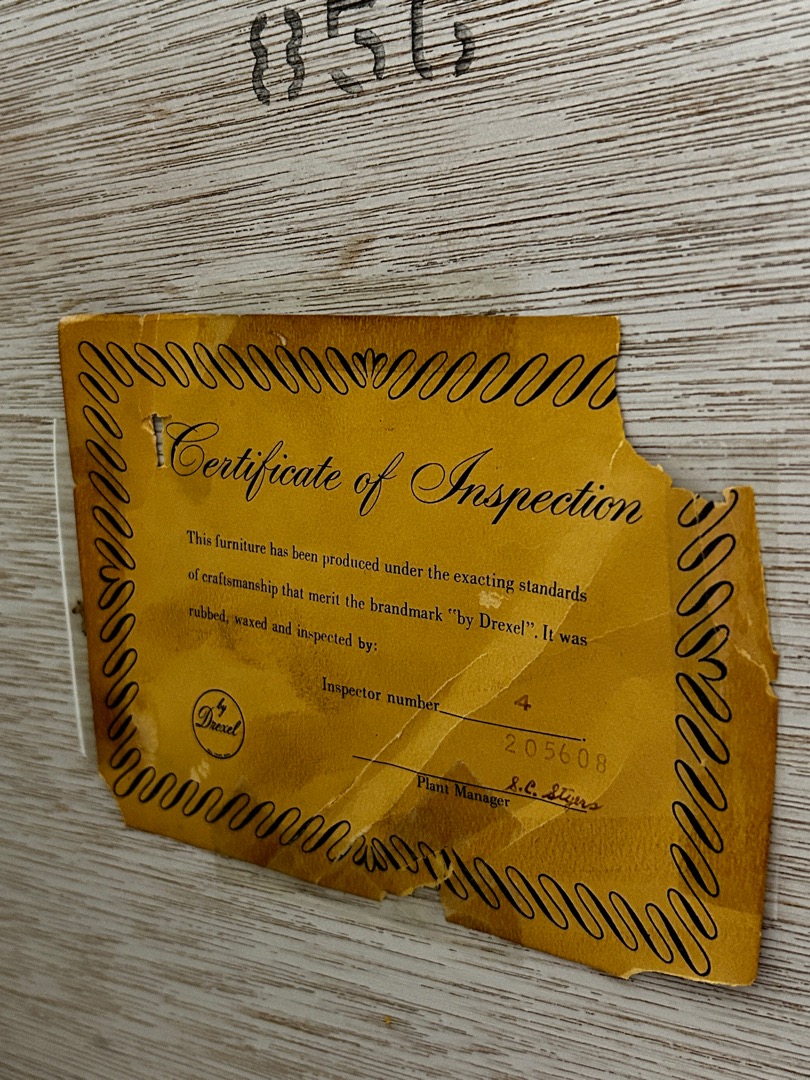 856
Certificate of Inspection
This furniture has been produced under the exacting standards
of craftsmanship that merit the brandmark "by Drexel". It was
rubbed, waxed and inspected by:
Inspector number 4 .
205608
Plant Manager S.C. Styers
by
Drexel